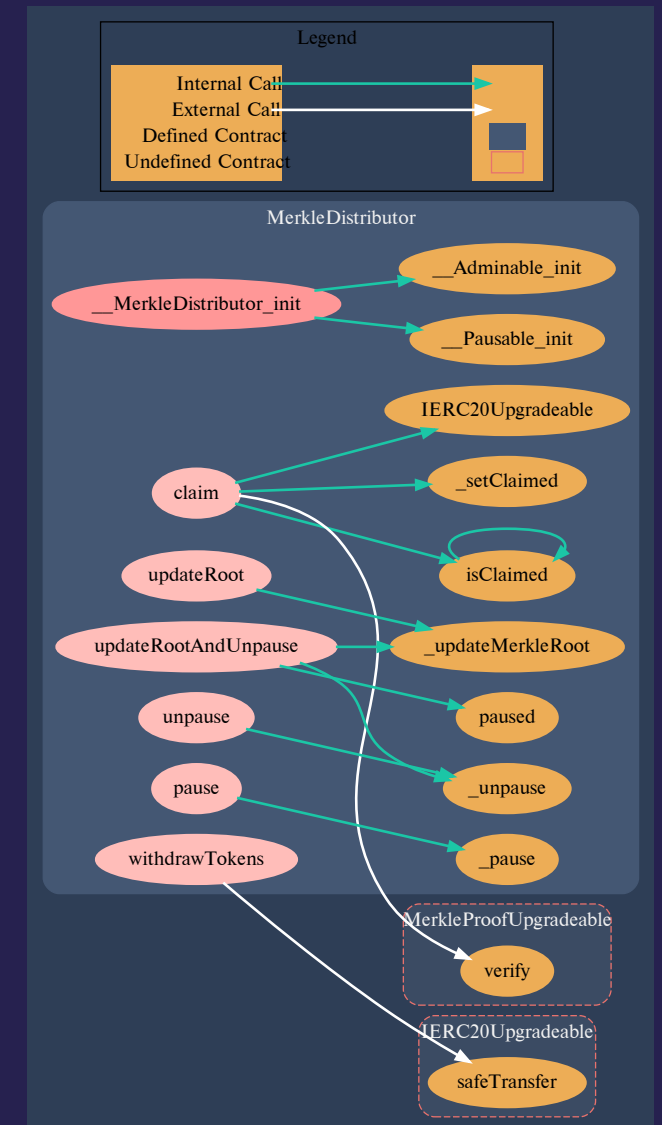 Legend
Internal Call
External Call
Defined Contract
Undefined Contract
MerkleDistributor
__MerkleDistributor_init
__Adminable_init
__Pausable_init
IERC20Upgradeable
claim
_setClaimed
updateRoot
isClaimed
updateRootAndUnpause
_updateMerkleRoot
unpause
paused
pause
_unpause
withdrawTokens
_pause
MerkleProofUpgradeable
verify
IERC20Upgradeable
safeTransfer